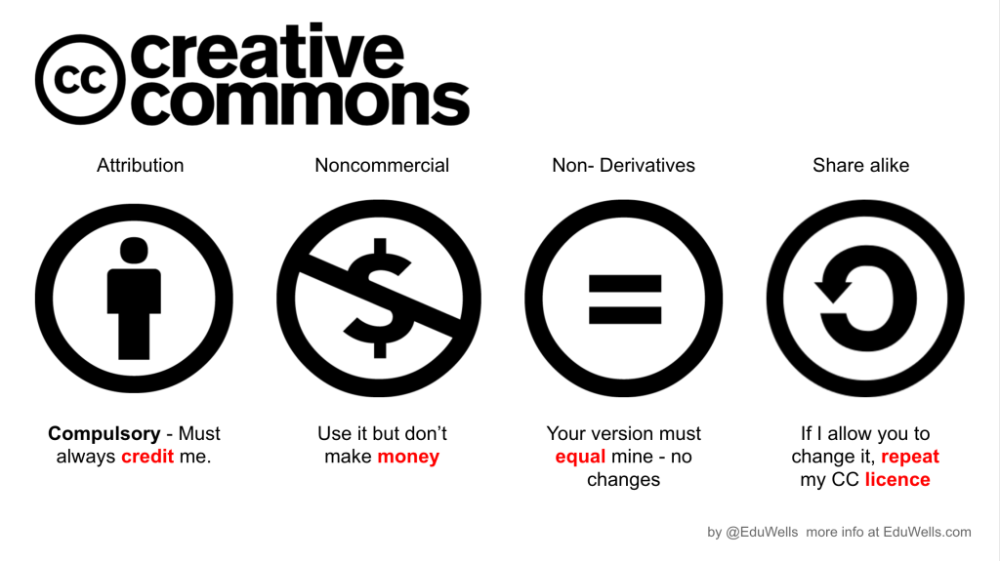 cc creative
commons
Attribution
Noncommercial
Non- Derivatives
Share alike
$
=
Compulsory - Must
always credit me.
Use it but don’t
make money
Your version must
equal mine - no
changes
If I allow you to
change it, repeat
my CC licence
by @EduWells  more info at EduWells.com